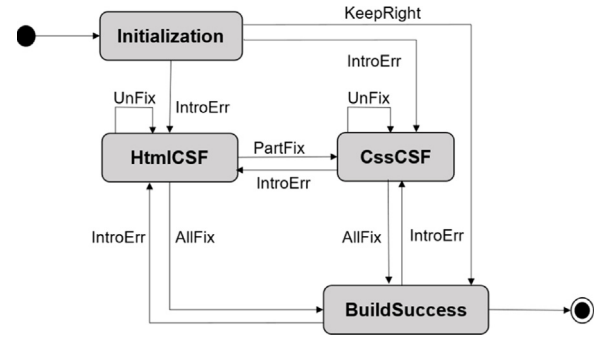 KeepRight
Initialization
IntroErr
UnFix
IntroErr
UnFix
HtmlCSF
PartFix
CssCSF
IntroErr
IntroErr
AllFix
AllFix
IntroErr
BuildSuccess